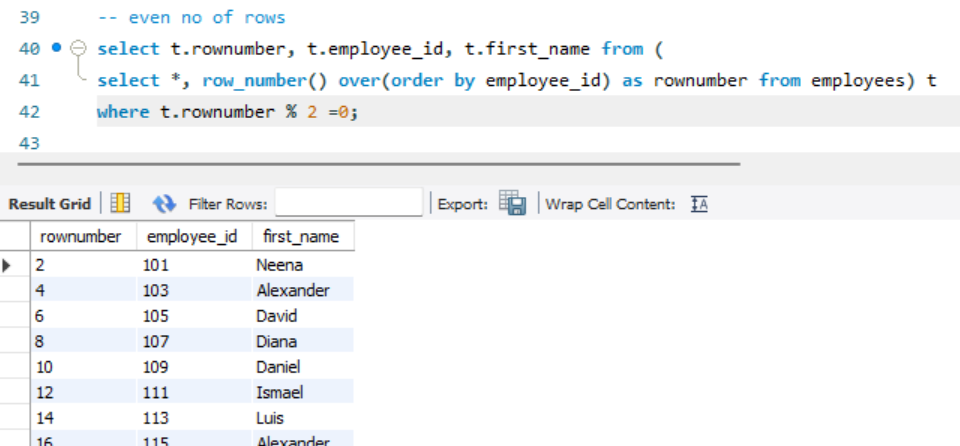 39 -- even no of rows
40 select t.rownumber, t.employee_id, t.first_name from (
41 select *, row_number() over(order by employee_id) as rownumber from employees) t
42 where t.rownumber % 2 =0;
43
Result Grid Filter Rows: Export: Wrap Cell Content: IA
rownumber employee_id first_name
2 101 Neena
4 103 Alexander
6 105 David
8 107 Diana
10 109 Daniel
12 111 Ismael
14 113 Luis
16 115 Alexander